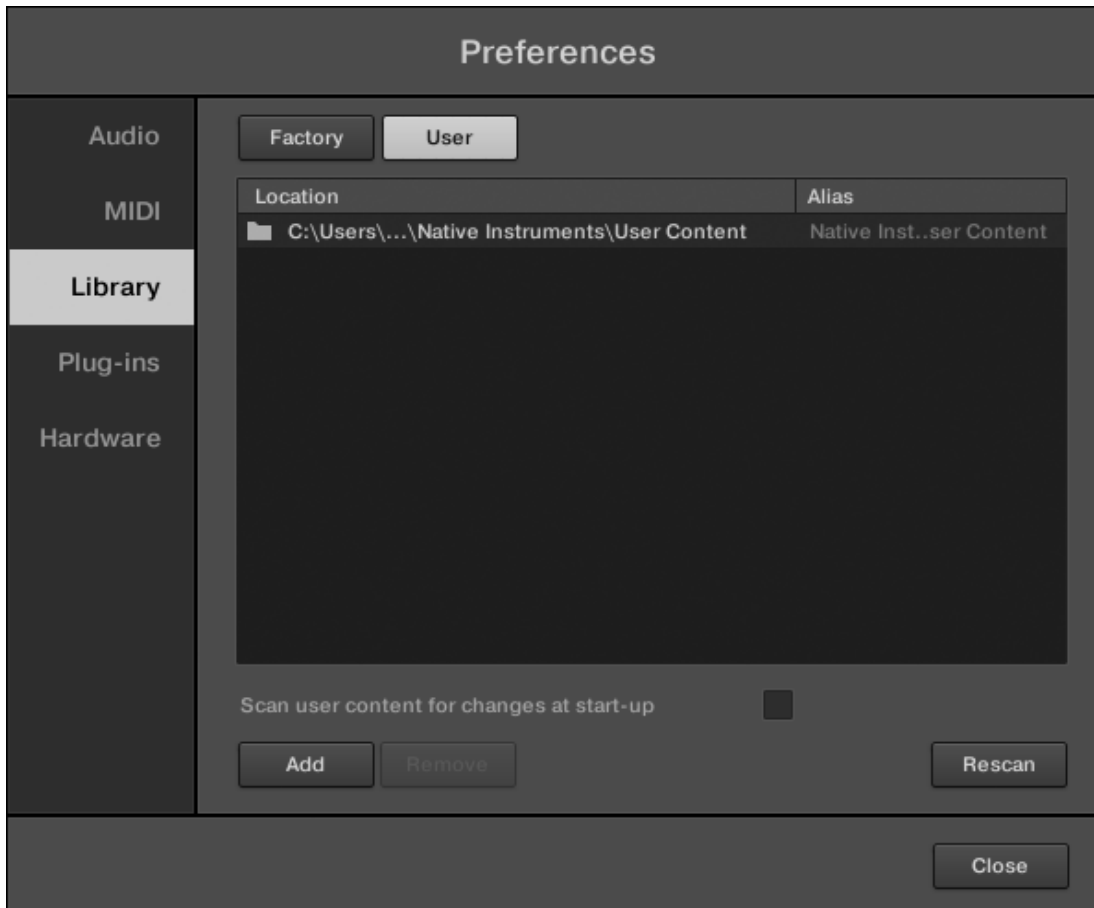 Preferences
Audio
MIDI
Library
Plug-ins
Hardware
Factory User
Location Alias
C:\Users\...\Native Instruments\User Content Native Inst..ser Content
Scan user content for changes at start-up
Add Remove Rescan
Close